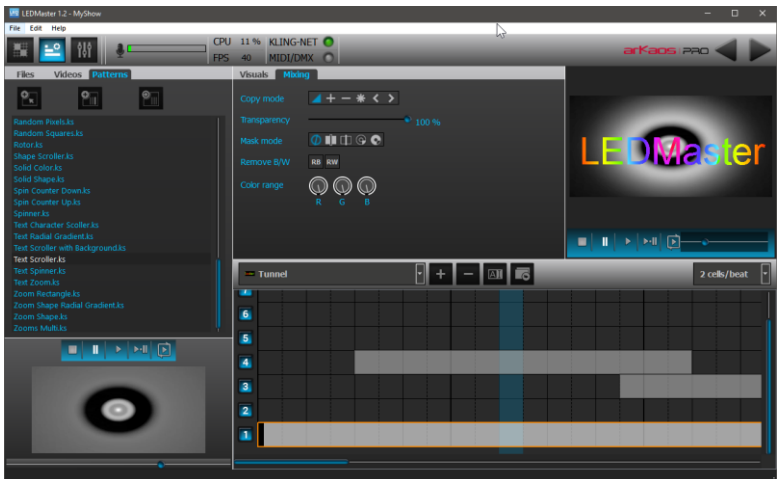 LEDMaster 1.2 - MyShow
File Edit Help
CPU 11 % KLING-NET
FPS 40 MIDI/DMX
arkaos PRO
Files Videos Patterns
Visuals Mixing
Random Pixels.ks
Random Squares.ks
Rotor.ks
Shape Scroller.ks
Solid Color.ks
Solid Shape.ks
Spin Counter Down.ks
Spin Counter Up.ks
Spinner.ks
Text Character Scoller.ks
Text Radial Gradient.ks
Text Scroller with Background.ks
Text Scroller.ks
Text Spinner.ks
Text Zoom.ks
Zoom Rectangle.ks
Zoom Shape Radial Gradient.ks
Zoom Shape.ks
Zooms Multi.ks
Copy mode
Transparency 100 %
Mask mode
Remove B/W RB RW
Color range
R G B
LEDMaster
Tunnel
2 cells/beat
7
6
5
4
3
2
1